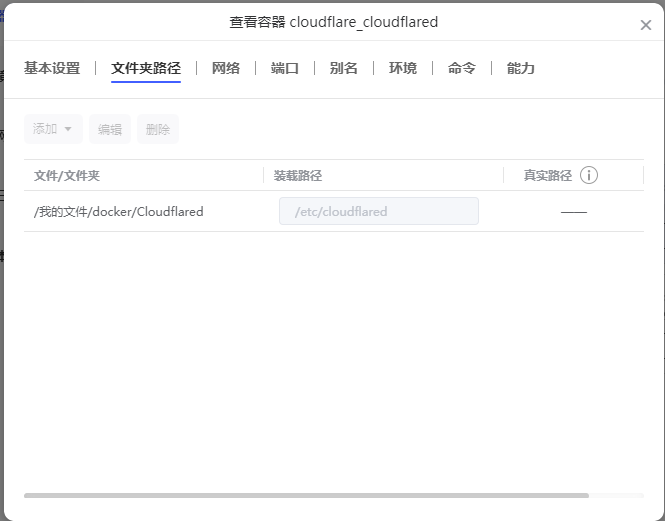 查看容器 cloudflare_cloudflared
基本设置 文件夹路径 网络 端口 别名 环境 命令 能力
添加 编辑 删除
文件/文件夹 装载路径 真实路径
/我的文件/docker/Cloudflared /etc/cloudflared ——